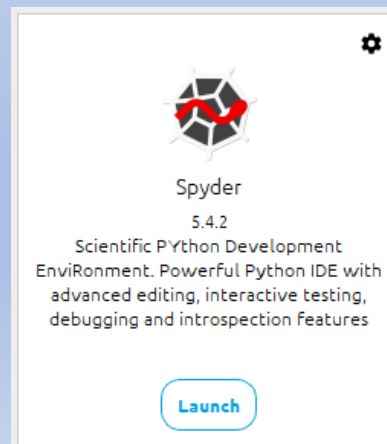 Spyder
5.4.2
Scientific PYthon Development
EnviRonment. Powerful Python IDE with
advanced editing, interactive testing,
debugging and introspection features
Launch